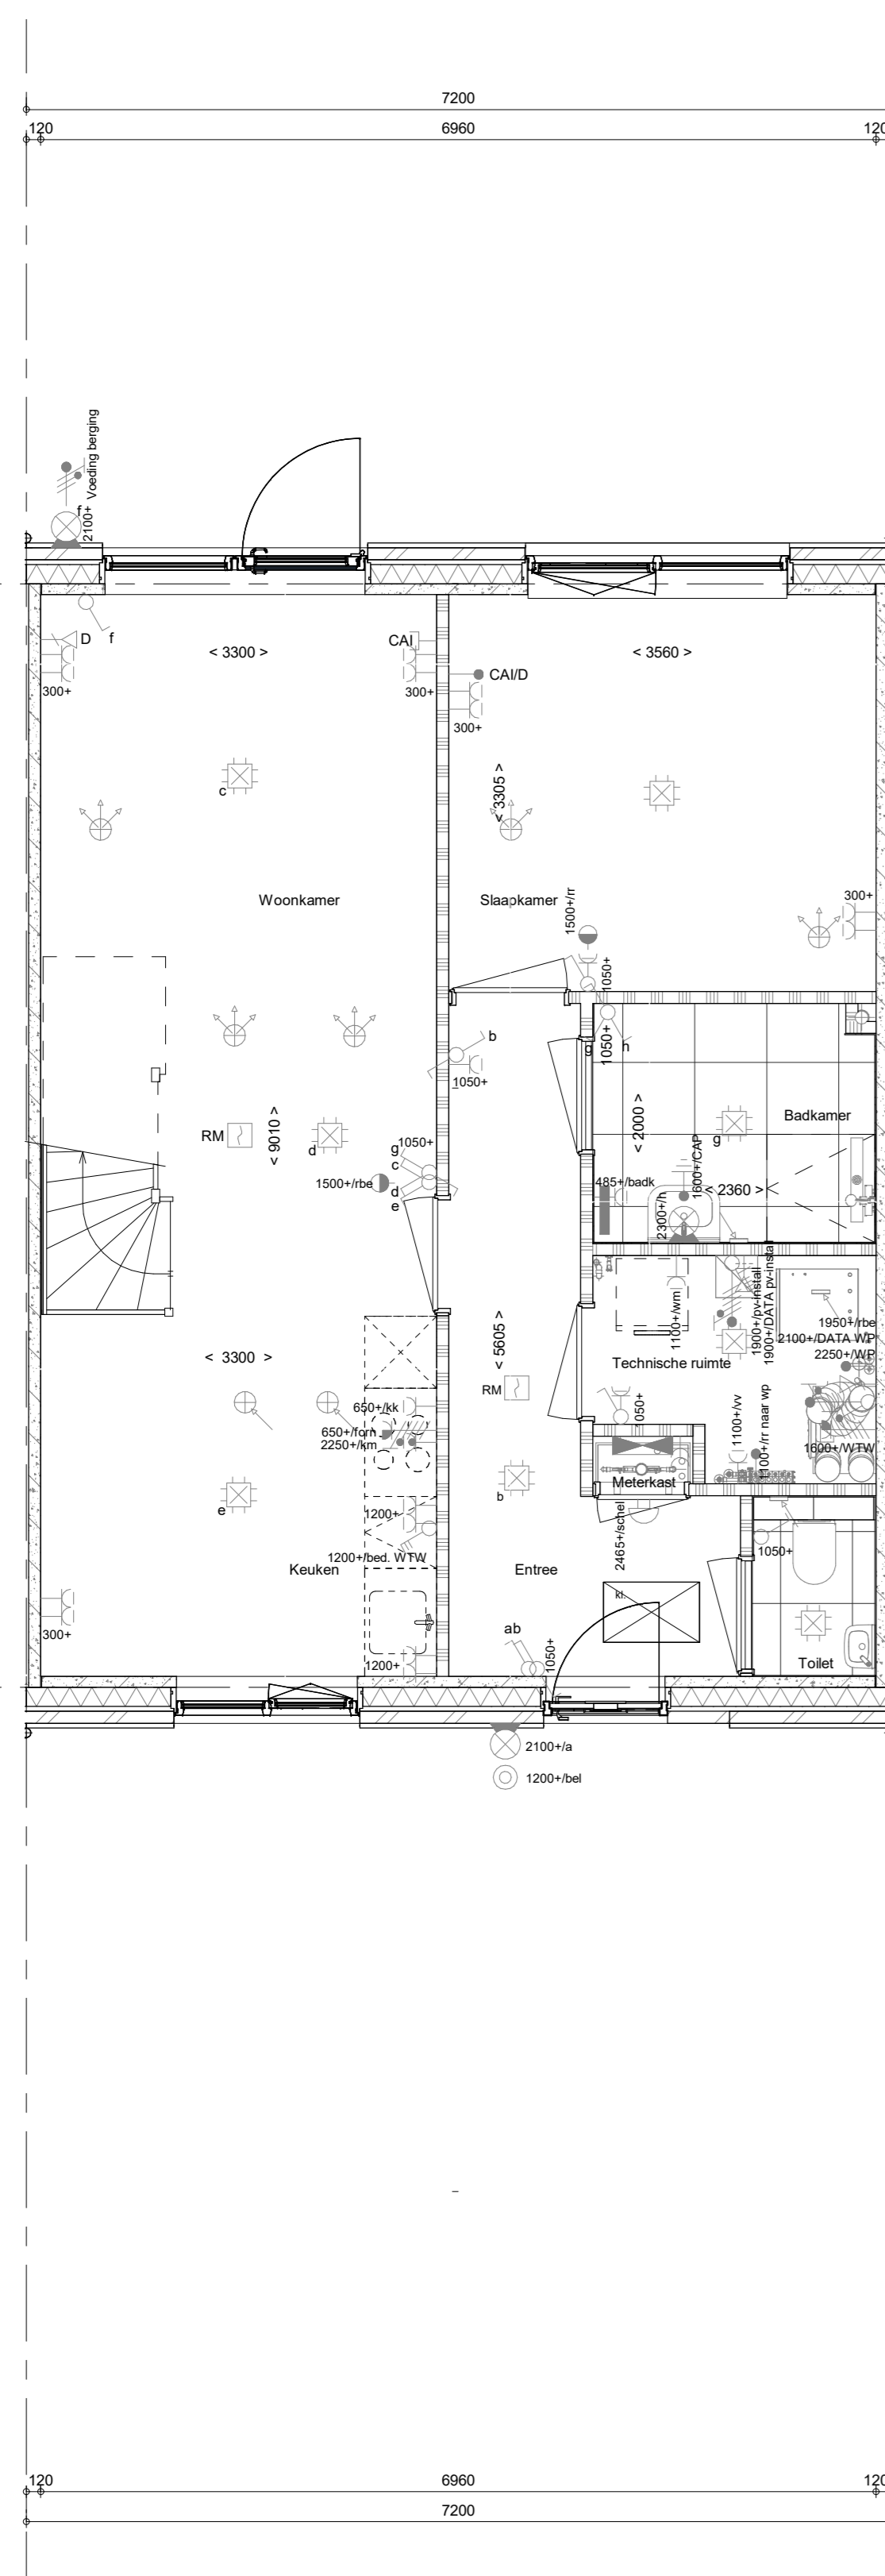 7200
120
6960
120
f
2100+ Voeding berging
D
f
300+
< 3300 >
CAI
300+
CAI/D
300+
< 3560 >
c
< 3305 >
Woonkamer
Slaapkamer
1500+/rr
300+
1050+
b
1050+
1050+
g
h
Badkamer
RM
< 9010 >
d
1050+
g
c
1500+/rbe
d
e
< 2000 >
g
1600+/CAP
485+/badk
< 2360 >
2300+/h
1900+/pv-install
1900+/DATA pv-instal
1100+/wm
1950+/rbe
2100+/DATA WP
2250+/WP
< 3300 >
< 5605 >
Technische ruimte
RM
650+/kk
650+/forn
2250+/km
1050+
1100+/vv
1100+/rr naar wp
1600+/WTW
Meterkast
e
b
1200+
1200+/bed. WTW
2465+/schel
1050+
Keuken
Entree
kl.
300+
ab
1050+
1200+
Toilet
2100+/a
1200+/bel
120
6960
120
7200